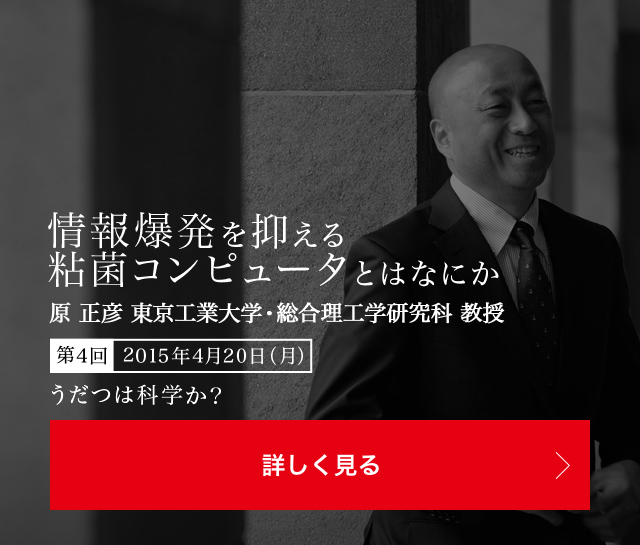 情報爆発を抑える
粘菌コンピュータとはなにか
原 正彦 東京工業大学・総合理工学研究科 教授
第4回 2015年4月20日(月)
うだつは科学か?
詳しく見る